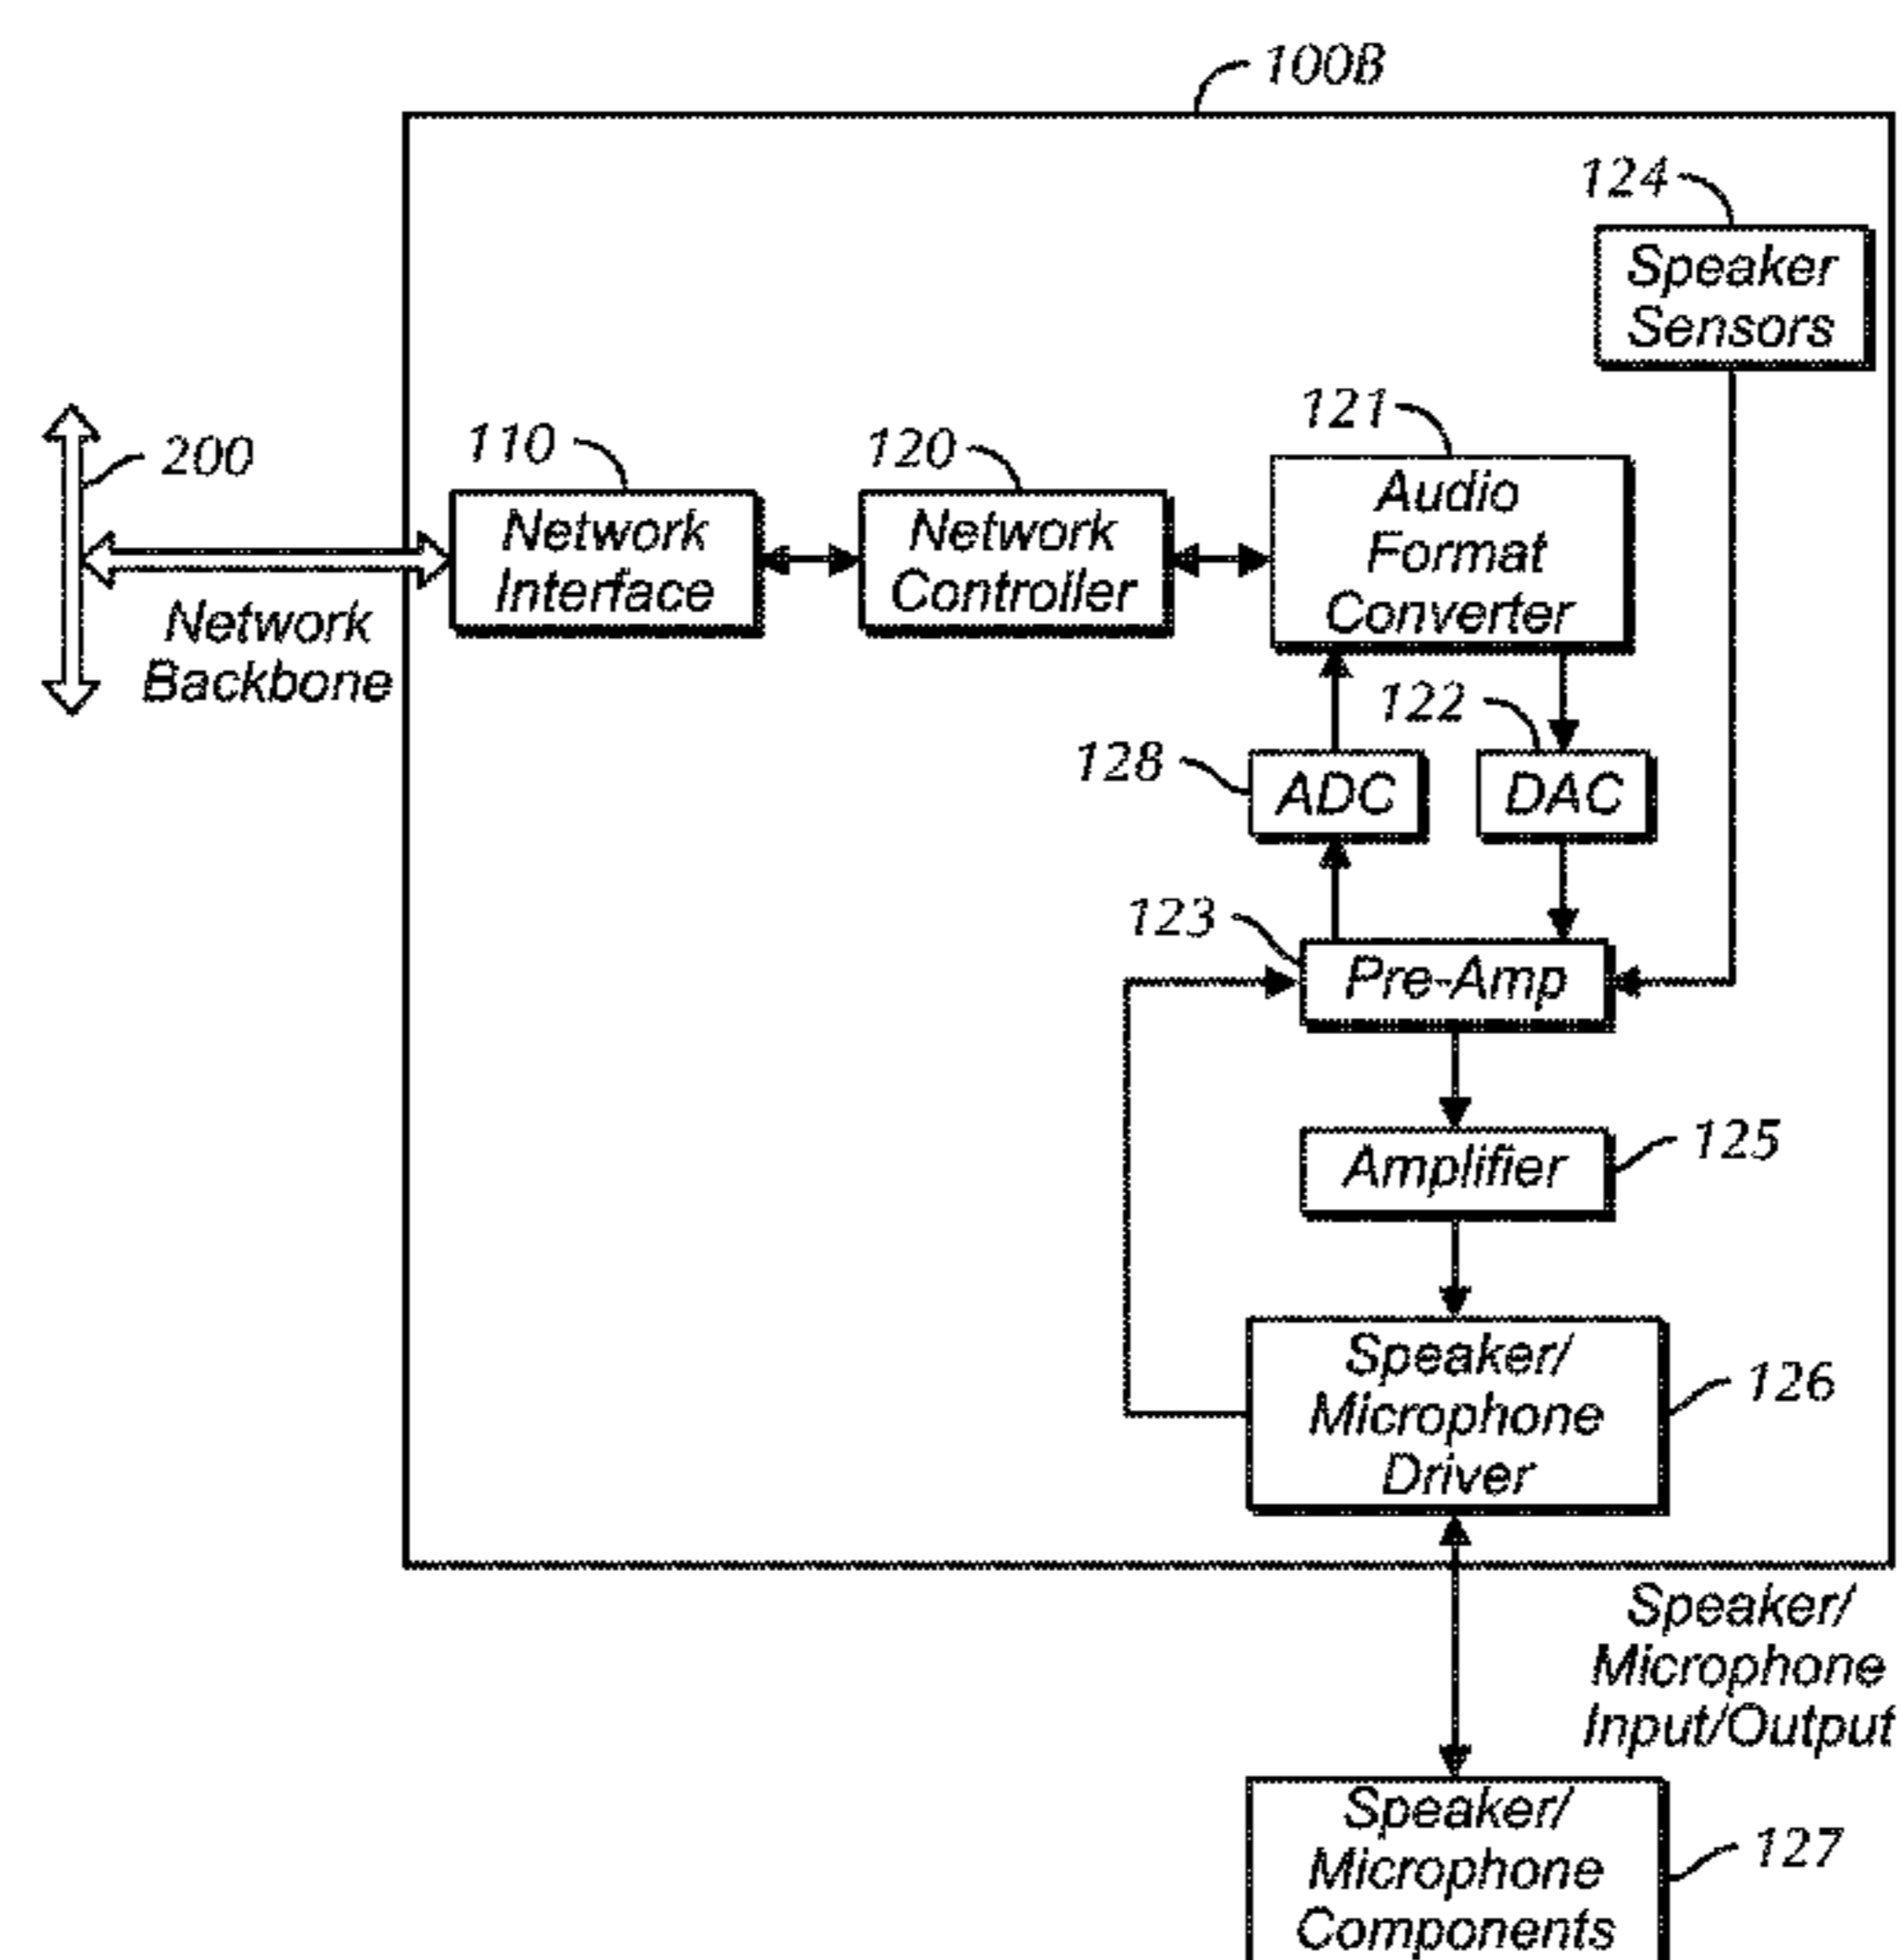 100B
124
Speaker
Sensors
121
110
120
200
Audio
Format
Converter
Network
Interface
Network
Controller
Network
Backbone
122
128
ADC
DAC
123
Pre-Amp
125
Amplifier
Speaker/
Microphone
Driver
126
Speaker/
Microphone
Input/Output
Speaker/
Microphone
Components
127